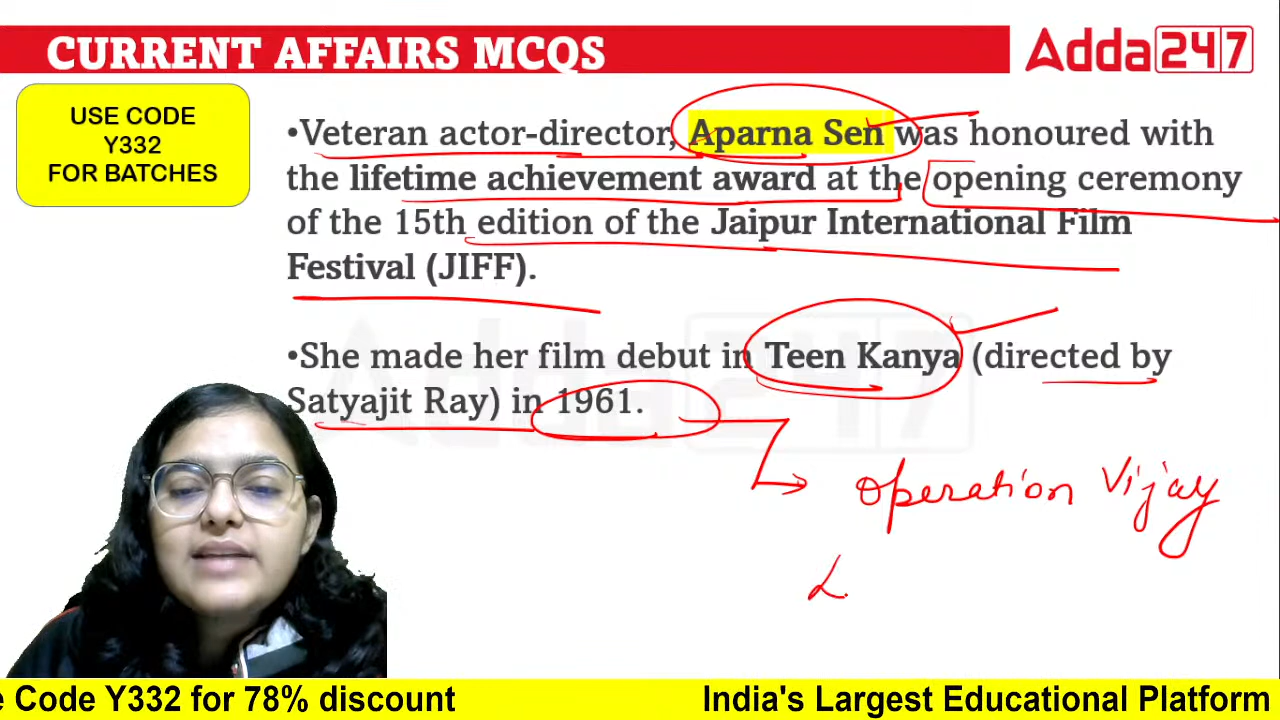 CURRENT AFFAIRS MCQS
Adda247
USE CODE
Y332
FOR BATCHES
•Veteran actor-director, Aparna Sen was honoured with
the lifetime achievement award at the opening ceremony
of the 15th edition of the Jaipur International Film
Festival (JIFF).
•She made her film debut in Teen Kanya (directed by
Satyajit Ray) in 1961.
Operation Vijay
e Code Y332 for 78% discount
India's Largest Educational Platform